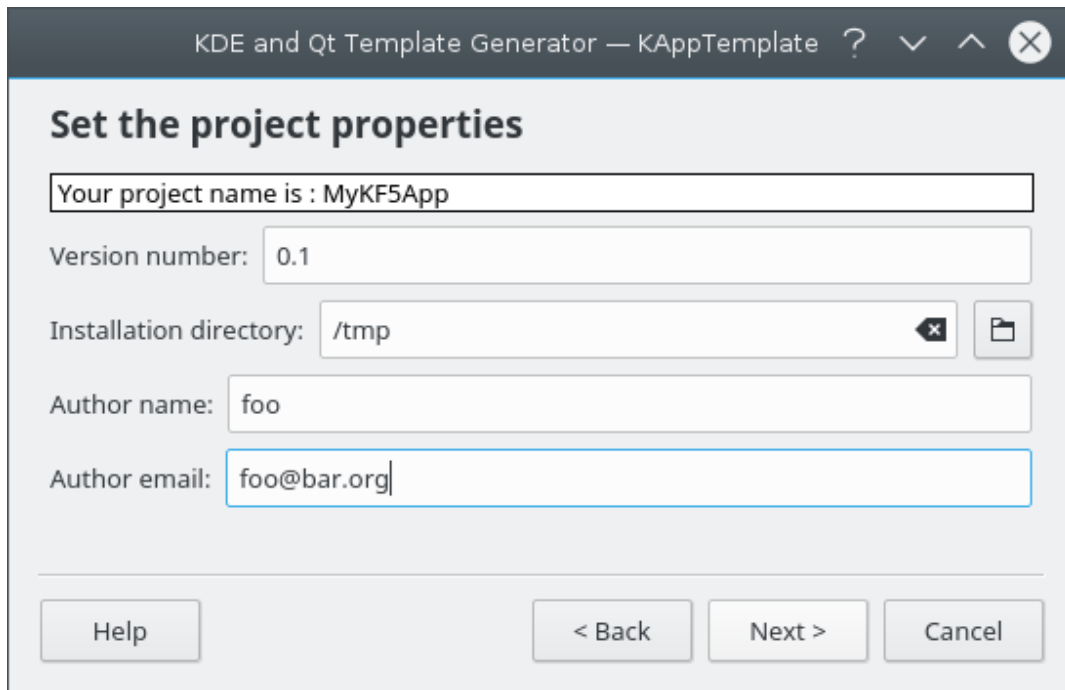 KDE and Qt Template Generator — KAppTemplate
Set the project properties
Your project name is : MyKF5App
Version number: 0.1
Installation directory: /tmp
Author name: foo
Author email: foo@bar.org
Help < Back Next > Cancel